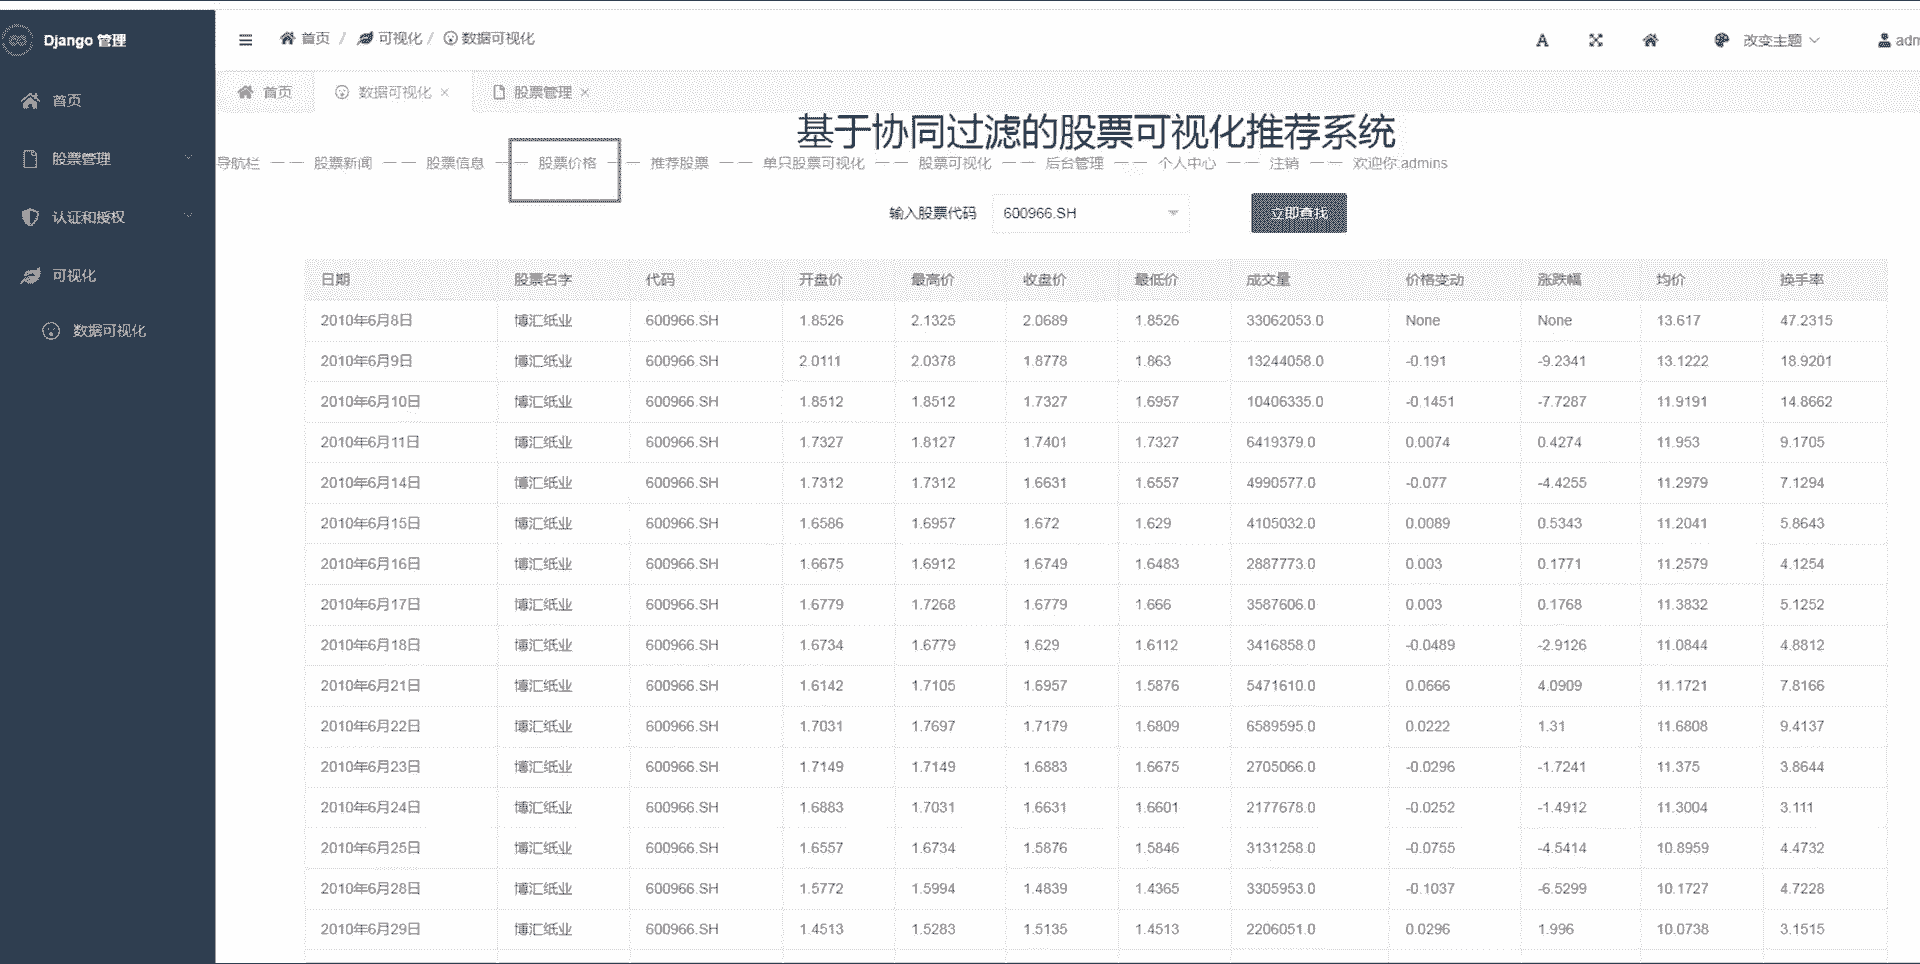 Django 管理
首页 / 可视化 / 数据可视化
A
改变主题
adm
首页
股票管理
认证和授权
可视化
数据可视化
首页 数据可视化 × 股票管理 ×
基于协同过滤的股票可视化推荐系统
导航栏 —— 股票新闻 —— 股票信息 —— 股票价格 —— 推荐股票 —— 单只股票可视化 —— 股票可视化 —— 后台管理 —— 个人中心 —— 注销 —— 欢迎你:admins
输入股票代码 600966.SH 立即查找
日期 股票名字 代码 开盘价 最高价 收盘价 最低价 成交量 价格变动 涨跌幅 均价 换手率
2010年6月8日 博汇纸业 600966.SH 1.8526 2.1325 2.0689 1.8526 33062053.0 None None 13.617 47.2315
2010年6月9日 博汇纸业 600966.SH 2.0111 2.0378 1.8778 1.863 13244058.0 -0.191 -9.2341 13.1222 18.9201
2010年6月10日 博汇纸业 600966.SH 1.8512 1.8512 1.7327 1.6957 10406335.0 -0.1451 -7.7287 11.9191 14.8662
2010年6月11日 博汇纸业 600966.SH 1.7327 1.8127 1.7401 1.7327 6419379.0 0.0074 0.4274 11.953 9.1705
2010年6月14日 博汇纸业 600966.SH 1.7312 1.7312 1.6631 1.6557 4990577.0 -0.077 -4.4255 11.2979 7.1294
2010年6月15日 博汇纸业 600966.SH 1.6586 1.6957 1.672 1.629 4105032.0 0.0089 0.5343 11.2041 5.8643
2010年6月16日 博汇纸业 600966.SH 1.6675 1.6912 1.6749 1.6483 2887773.0 0.003 0.1771 11.2579 4.1254
2010年6月17日 博汇纸业 600966.SH 1.6779 1.7268 1.6779 1.666 3587606.0 0.003 0.1768 11.3832 5.1252
2010年6月18日 博汇纸业 600966.SH 1.6734 1.6779 1.629 1.6112 3416858.0 -0.0489 -2.9126 11.0844 4.8812
2010年6月21日 博汇纸业 600966.SH 1.6142 1.7105 1.6957 1.5876 5471610.0 0.0666 4.0909 11.1721 7.8166
2010年6月22日 博汇纸业 600966.SH 1.7031 1.7697 1.7179 1.6809 6589595.0 0.0222 1.31 11.6808 9.4137
2010年6月23日 博汇纸业 600966.SH 1.7149 1.7149 1.6883 1.6675 2705066.0 -0.0296 -1.7241 11.375 3.8644
2010年6月24日 博汇纸业 600966.SH 1.6883 1.7031 1.6631 1.6601 2177678.0 -0.0252 -1.4912 11.3004 3.111
2010年6月25日 博汇纸业 600966.SH 1.6557 1.6734 1.5876 1.5846 3131258.0 -0.0755 -4.5414 10.8959 4.4732
2010年6月28日 博汇纸业 600966.SH 1.5772 1.5994 1.4839 1.4365 3305953.0 -0.1037 -6.5299 10.1727 4.7228
2010年6月29日 博汇纸业 600966.SH 1.4513 1.5283 1.5135 1.4513 2206051.0 0.0296 1.996 10.0738 3.1515